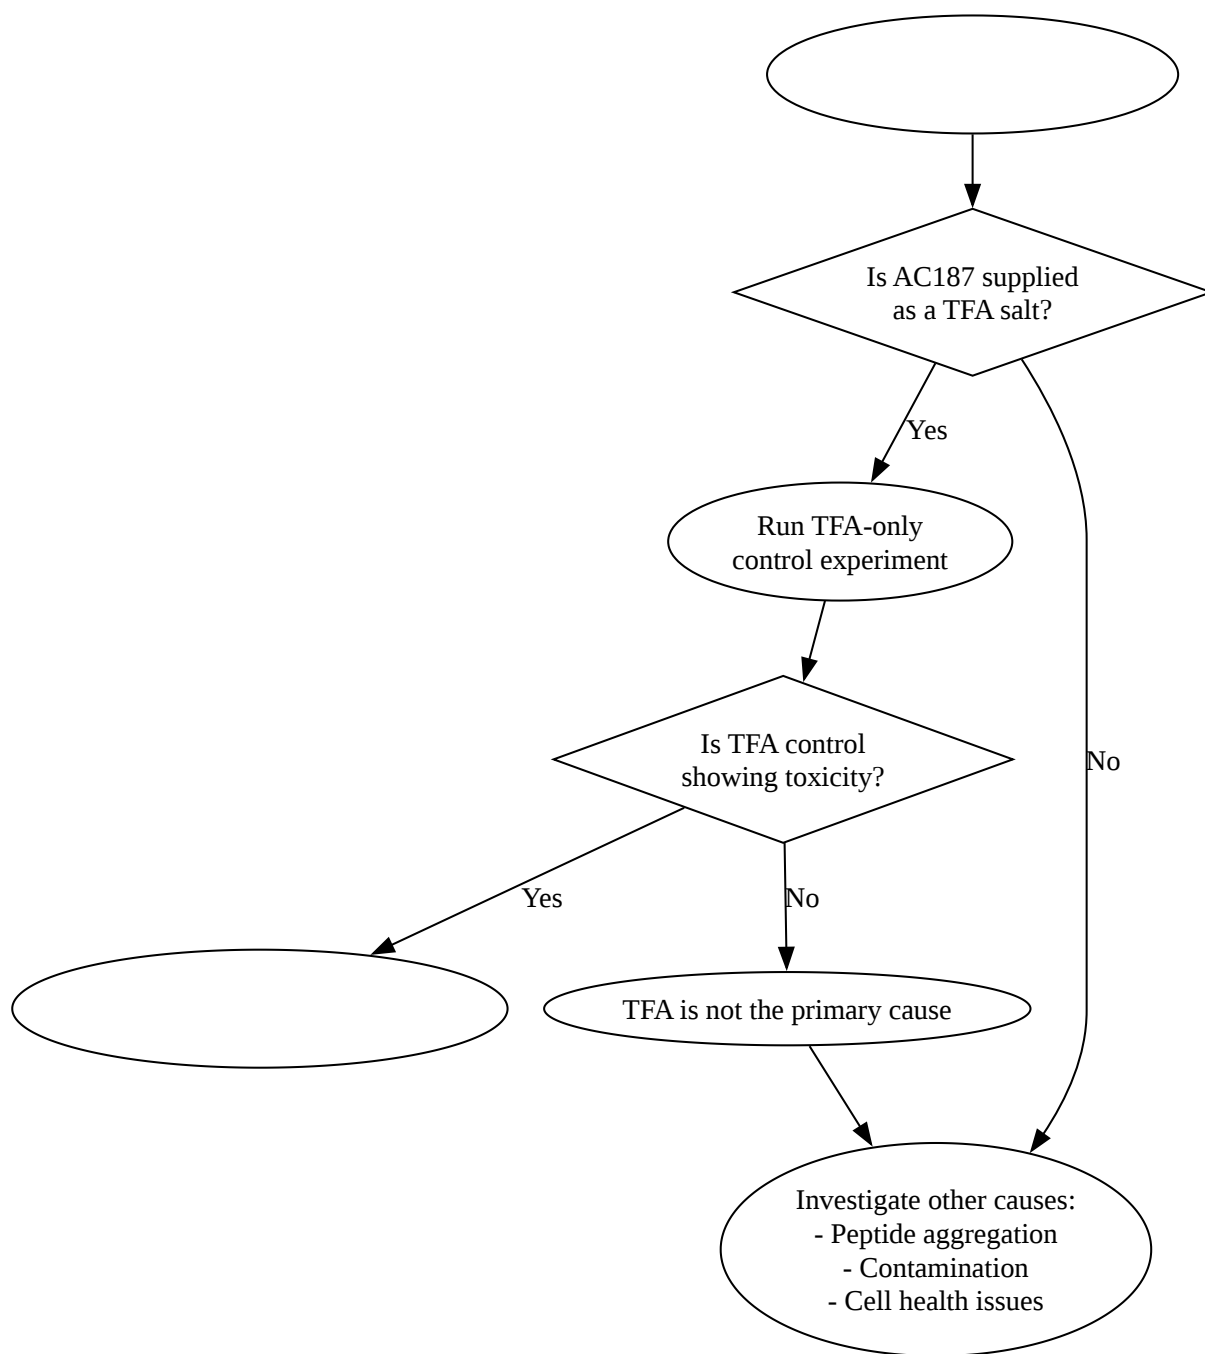 Is AC187 supplied
as a TFA salt?
Yes
Run TFA-only
control experiment
No
Is TFA control
showing toxicity?
Yes
No
TFA is not the primary cause
Investigate other causes:
- Peptide aggregation
- Contamination
- Cell health issues